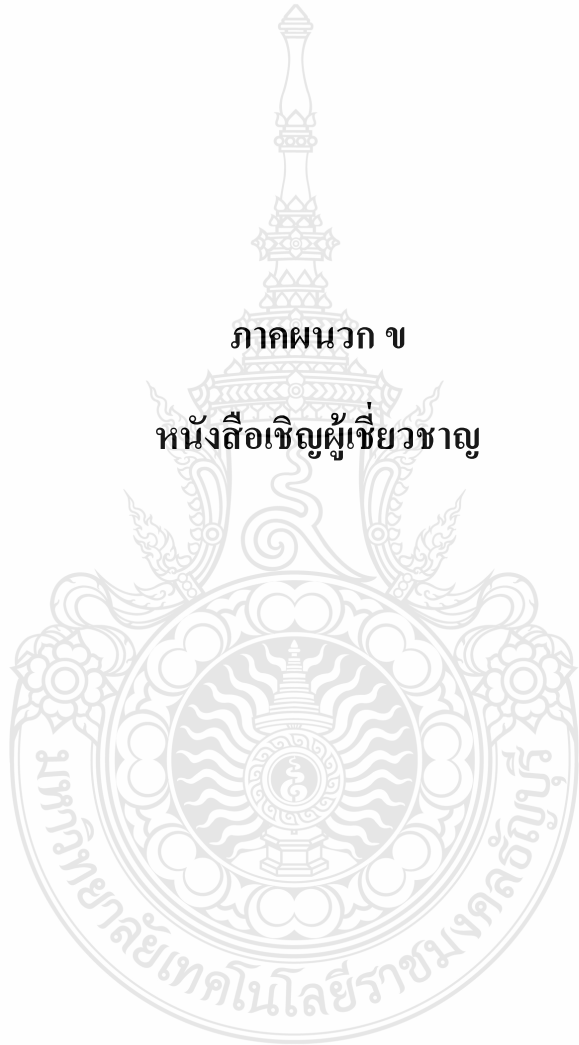 ภาคผนวก ข
หนังสือเชิญผู้เชี่ยวชาญ
มหาวิทยาลัยเทคโนโลยีราชมงคลธัญบุรี